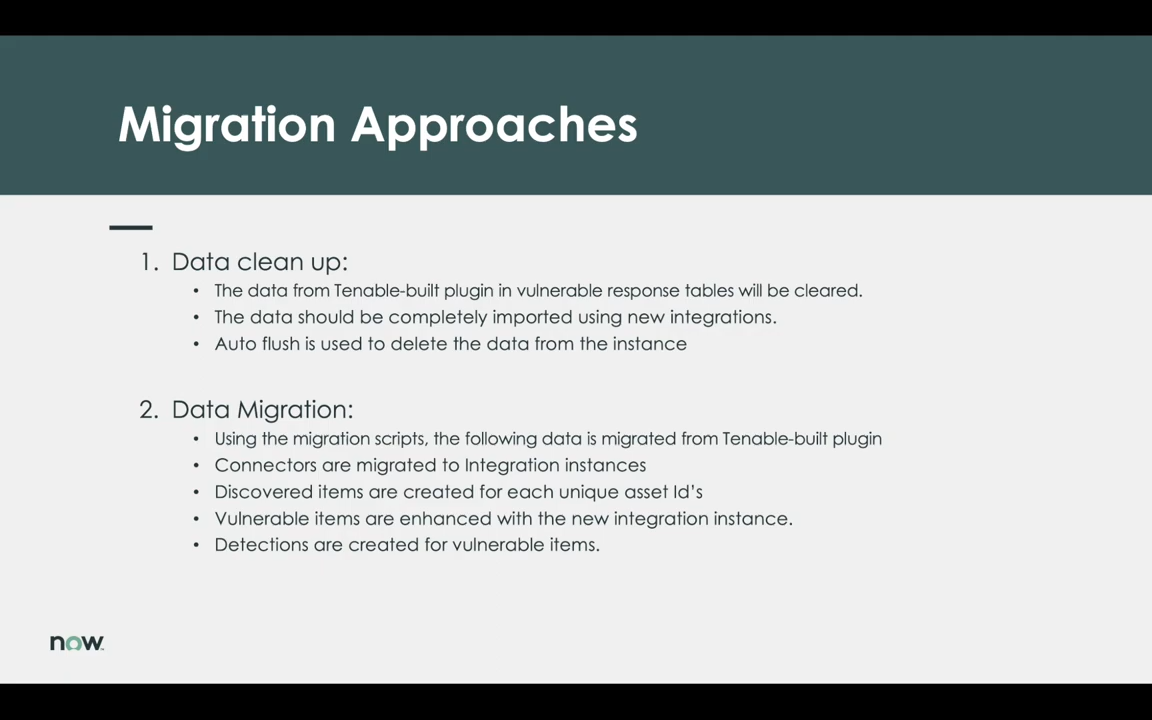 Migration Approaches
1. Data clean up:
• The data from Tenable-built plugin in vulnerable response tables will be cleared.
• The data should be completely imported using new integrations.
• Auto flush is used to delete the data from the instance
2. Data Migration:
• Using the migration scripts, the following data is migrated from Tenable-built plugin
• Connectors are migrated to Integration instances
• Discovered items are created for each unique asset Id's
• Vulnerable items are enhanced with the new integration instance.
• Detections are created for vulnerable items.
now